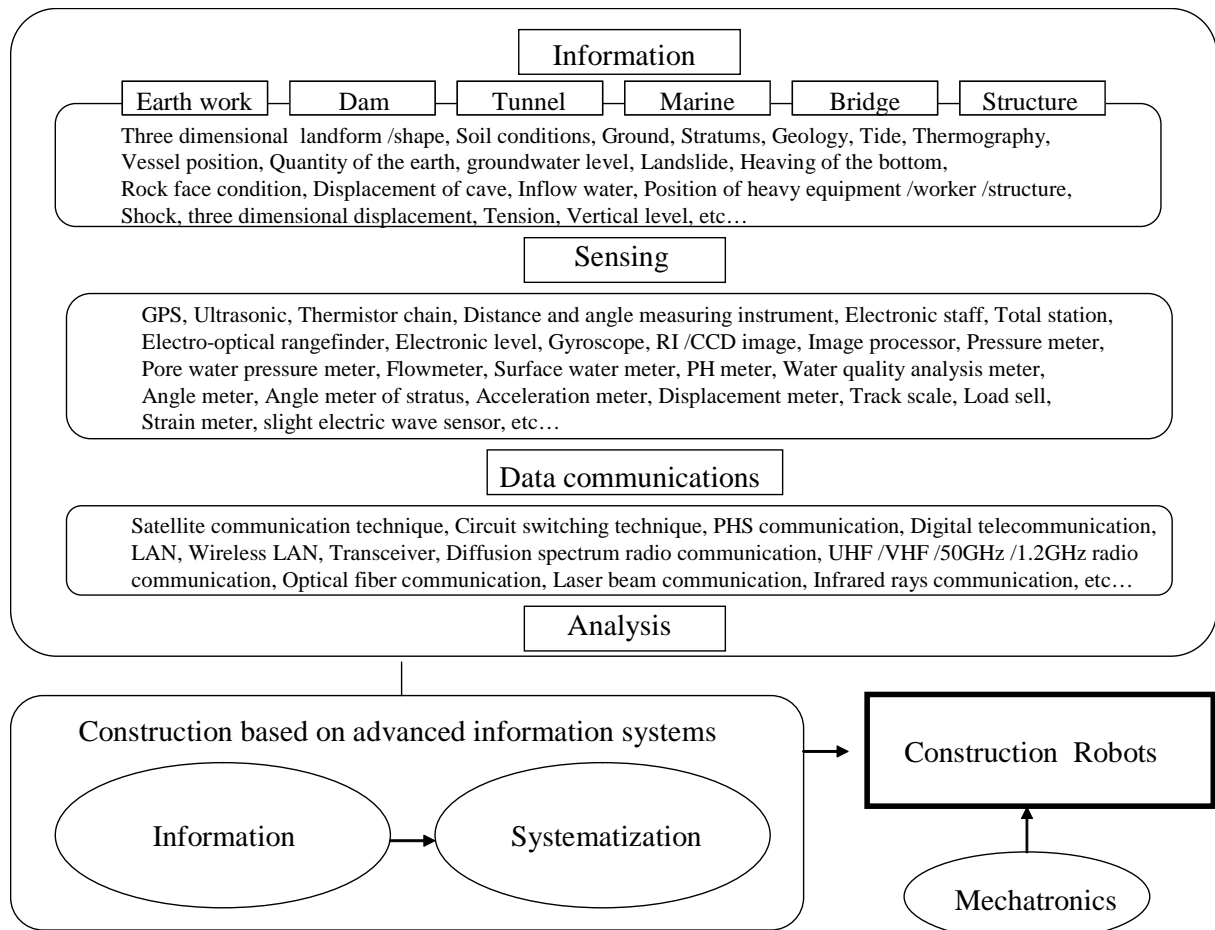 Information
Earth work Dam Tunnel Marine Bridge Structure
Three dimensional landform /shape, Soil conditions, Ground, Stratums, Geology, Tide, Thermography,
Vessel position, Quantity of the earth, groundwater level, Landslide, Heaving of the bottom,
Rock face condition, Displacement of cave, Inflow water, Position of heavy equipment /worker /structure,
Shock, three dimensional displacement, Tension, Vertical level, etc…
Sensing
GPS, Ultrasonic, Thermistor chain, Distance and angle measuring instrument, Electronic staff, Total station,
Electro-optical rangefinder, Electronic level, Gyroscope, RI /CCD image, Image processor, Pressure meter,
Pore water pressure meter, Flowmeter, Surface water meter, PH meter, Water quality analysis meter,
Angle meter, Angle meter of stratus, Acceleration meter, Displacement meter, Track scale, Load sell,
Strain meter, slight electric wave sensor, etc…
Data communications
Satellite communication technique, Circuit switching technique, PHS communication, Digital telecommunication,
LAN, Wireless LAN, Transceiver, Diffusion spectrum radio communication, UHF /VHF /50GHz /1.2GHz radio
communication, Optical fiber communication, Laser beam communication, Infrared rays communication, etc…
Analysis
Construction based on advanced information systems
Information
Systematization
Construction Robots
Mechatronics